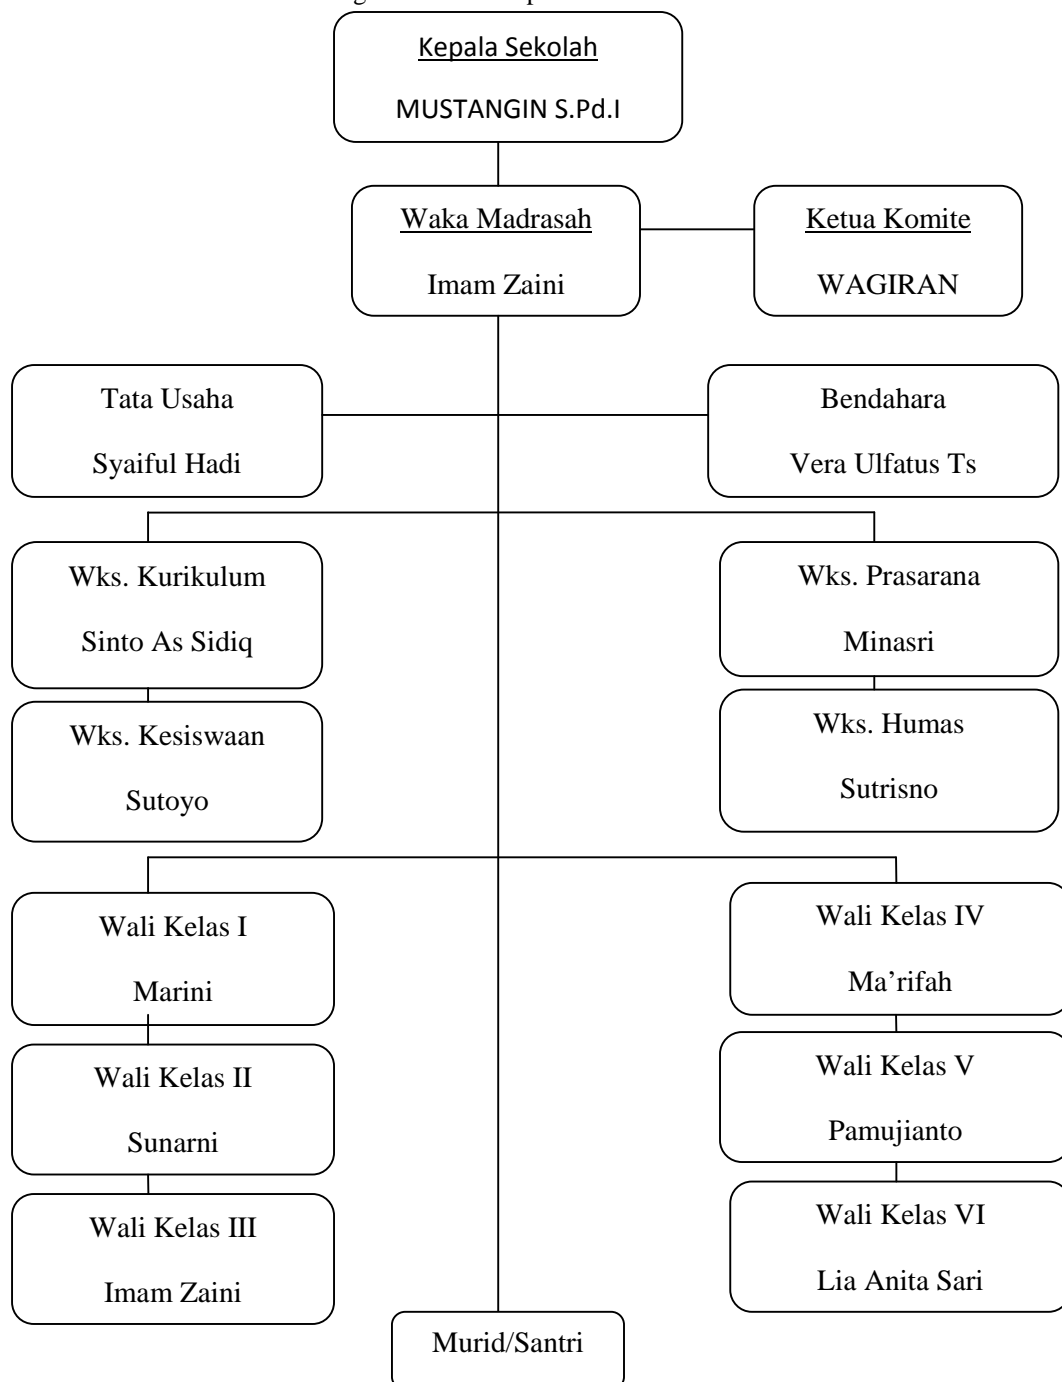 Kepala Sekolah
MUSTANGIN S.Pd.I
Waka Madrasah
Imam Zaini
Ketua Komite
WAGIRAN
Tata Usaha
Syaiful Hadi
Bendahara
Vera Ulfatus Ts
Wks. Kurikulum
Sinto As Sidiq
Wks. Prasarana
Minasri
Wks. Kesiswaan
Sutoyo
Wks. Humas
Sutrisno
Wali Kelas I
Marini
Wali Kelas IV
Ma’rifah
Wali Kelas II
Sunarni
Wali Kelas V
Pamujianto
Wali Kelas III
Imam Zaini
Wali Kelas VI
Lia Anita Sari
Murid/Santri